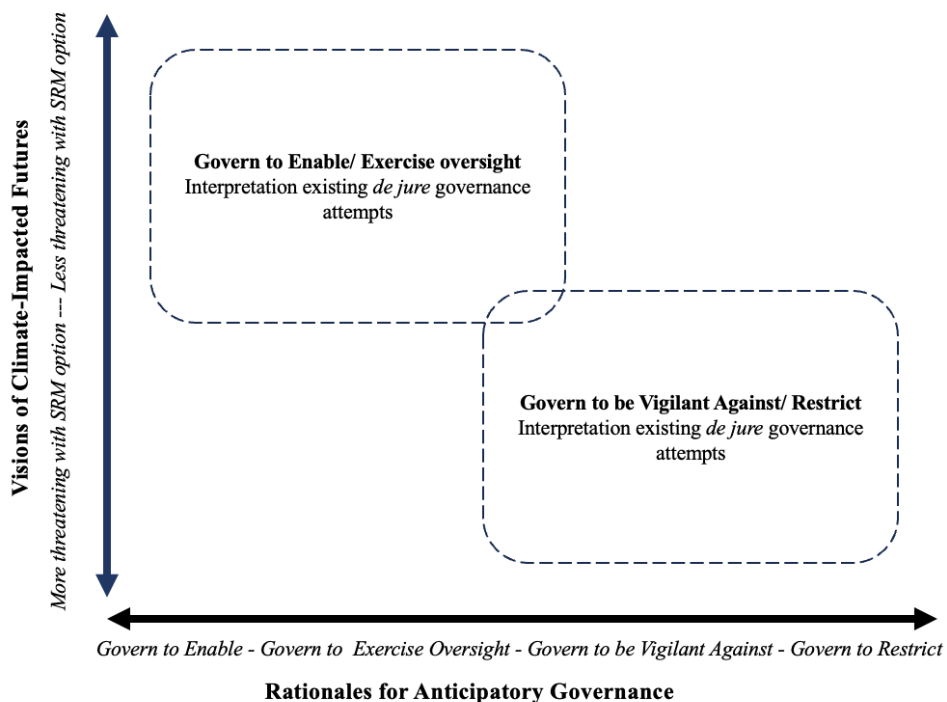 Visions of Climate-Impacted Futures
More threatening with SRM option --- Less threatening with SRM option
Govern to Enable/ Exercise oversight
Interpretation existing de jure governance
attempts
Govern to be Vigilant Against/ Restrict
Interpretation existing de jure governance
attempts
Govern to Enable - Govern to Exercise Oversight - Govern to be Vigilant Against - Govern to Restrict
Rationales for Anticipatory Governance